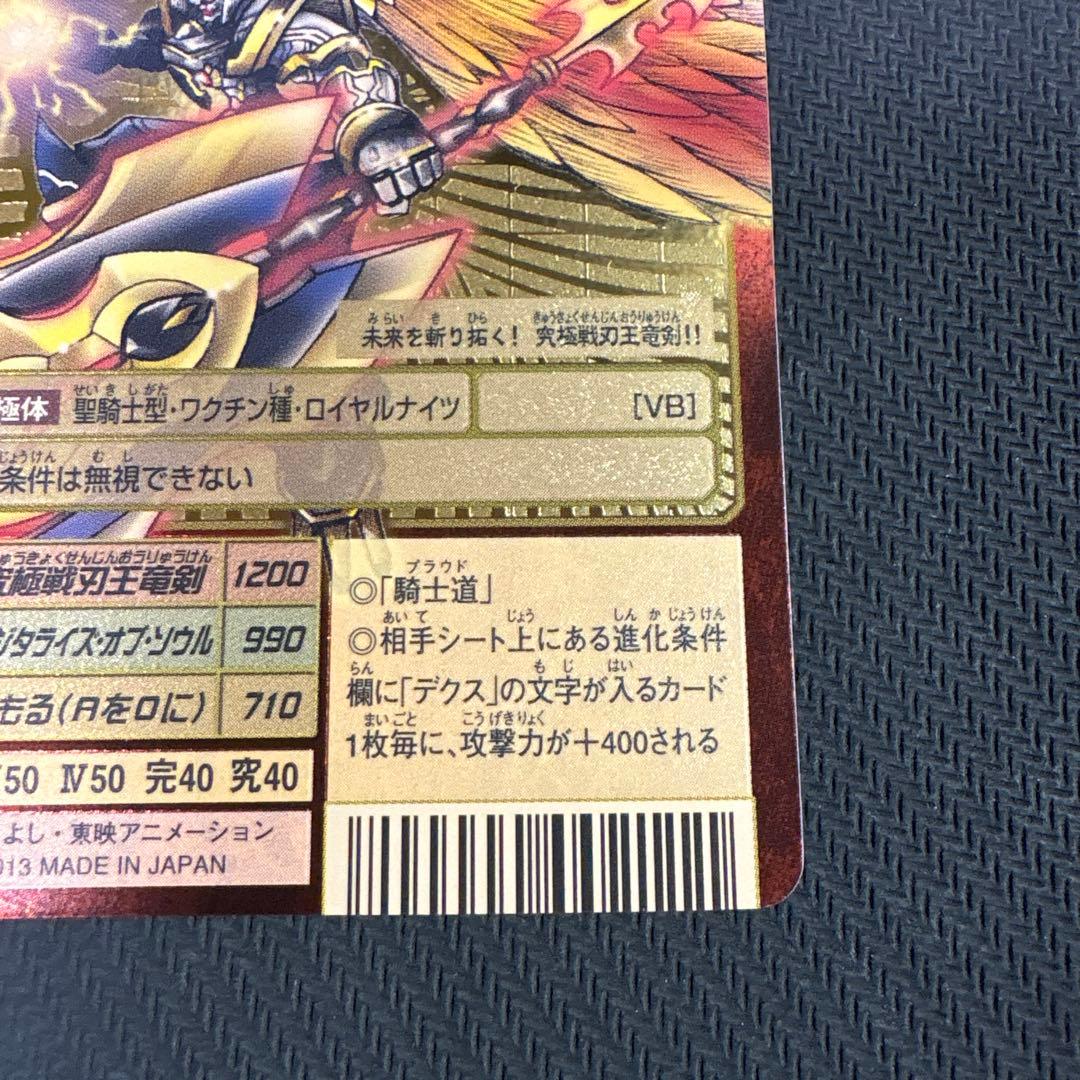 未来を斬り拓く! 究極戦刃王竜剣!!
極体 聖騎士型・ワクチン種・ロイヤルナイツ [VB]
条件は無視できない
究極戦刃王竜剣 1200
ジタライズ・オブ・ソウル 990
もる(AをOに) 710
50 Ⅳ50 完40 究40
よし・東映アニメーション
013 MADE IN JAPAN
◎「騎士道」
◎相手シート上にある進化条件
欄に「デクス」の文字が入るカード
1枚毎に、攻撃力が+400される